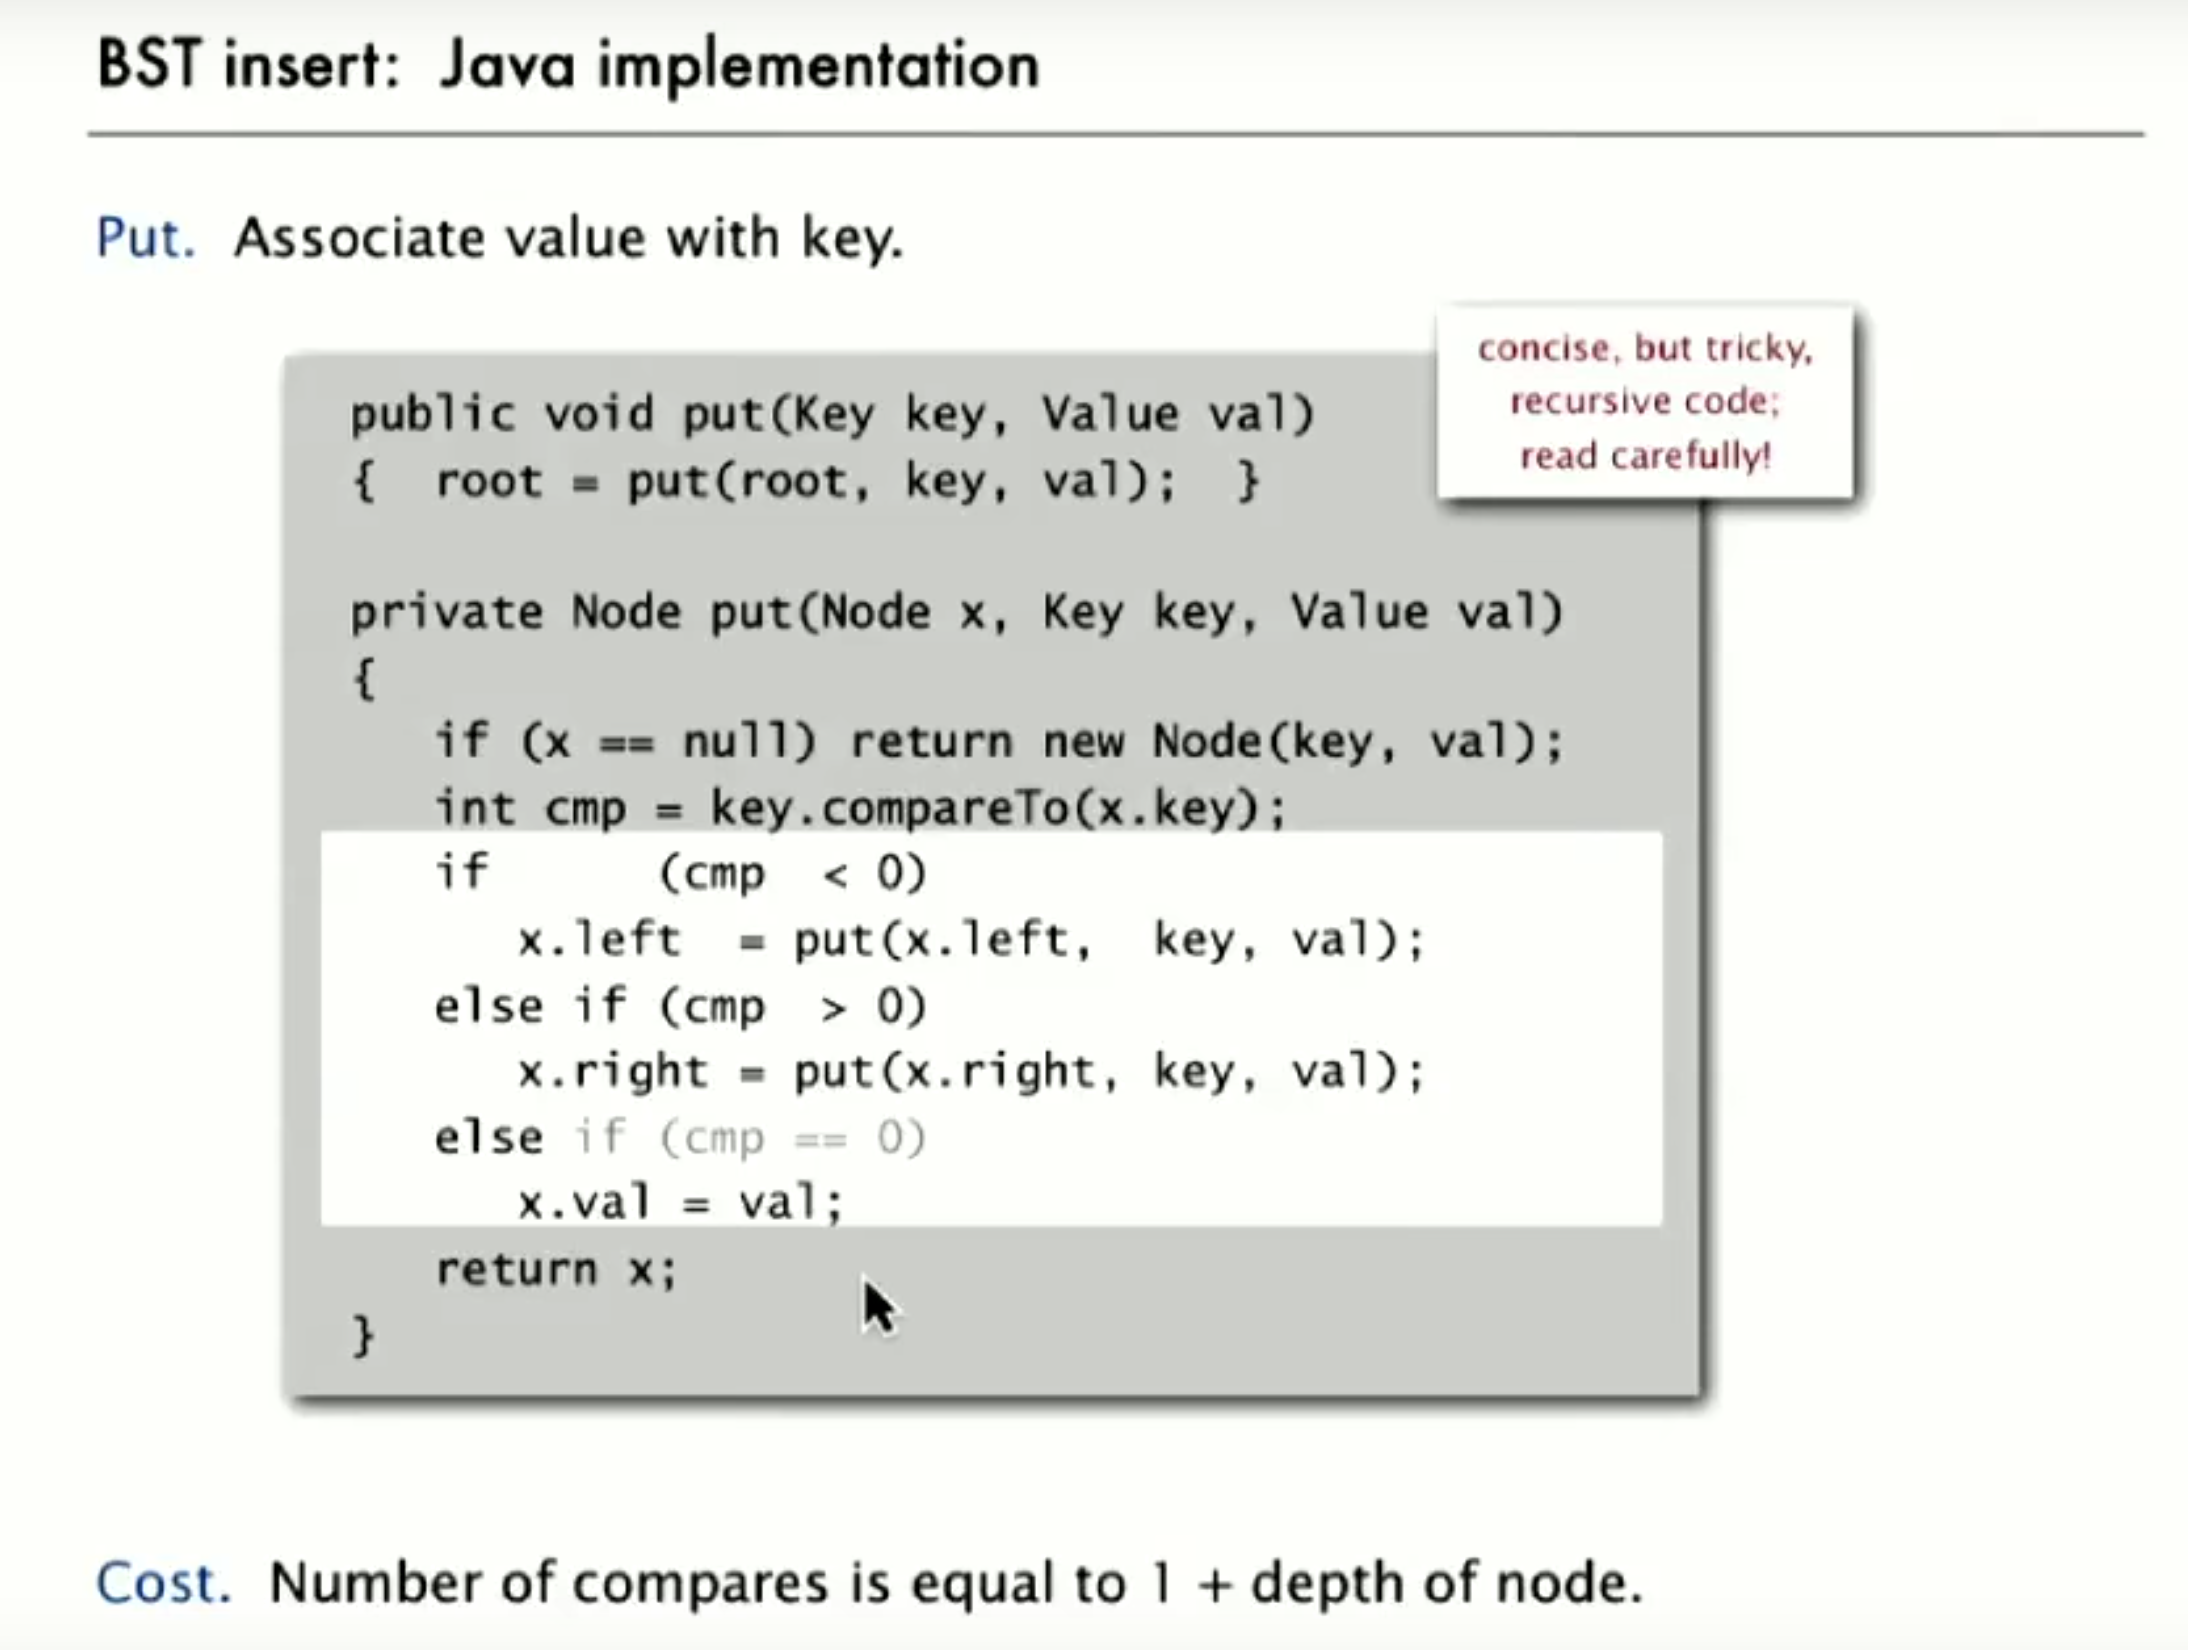 BST insert: Java implementation
Put. Associate value with key.
concise, but tricky,
recursive code;
read carefully!
public void put(Key key, Value val)
{ root = put(root, key, val); }
private Node put(Node x, Key key, Value val)
{
if (x == null) return new Node(key, val);
int cmp = key.compareTo(x.key);
if (cmp < 0)
x.left = put(x.left, key, val);
else if (cmp > 0)
x.right = put(x.right, key, val);
else if (cmp == 0)
x.val = val;
return x;
}
Cost. Number of compares is equal to 1 + depth of node.